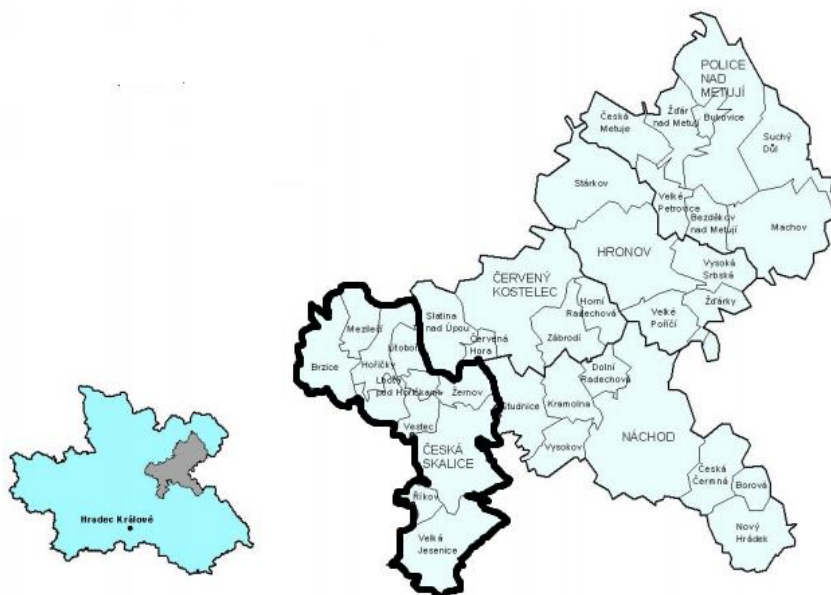 POLICE
NAD
METUJÍ
Česká
Metuje
Žďár
nad Metují
Bukovice
Suchý
Důl
Stárkov
Velké
Petrovice
Bezděkov
nad Metují
Machov
HRONOV
Vysoká
Srbská
ČERVENÝ
KOSTELEC
Horní
Radechová
Žďárky
Velké
Poříčí
Slatina
nad Úpou
Červená
Hora
Zábrodí
Mezilečí
Litoboř
Brzice
Hořičky
Lhota
pod Hořičkami
Žernov
Dolní
Radechová
Studnice
Kramolna
Vestec
Vysokov
NÁCHOD
ČESKÁ
SKALICE
Česká
Čermná
Borová
Říkov
Nový
Hrádek
Velká
Jesenice
Hradec Králové